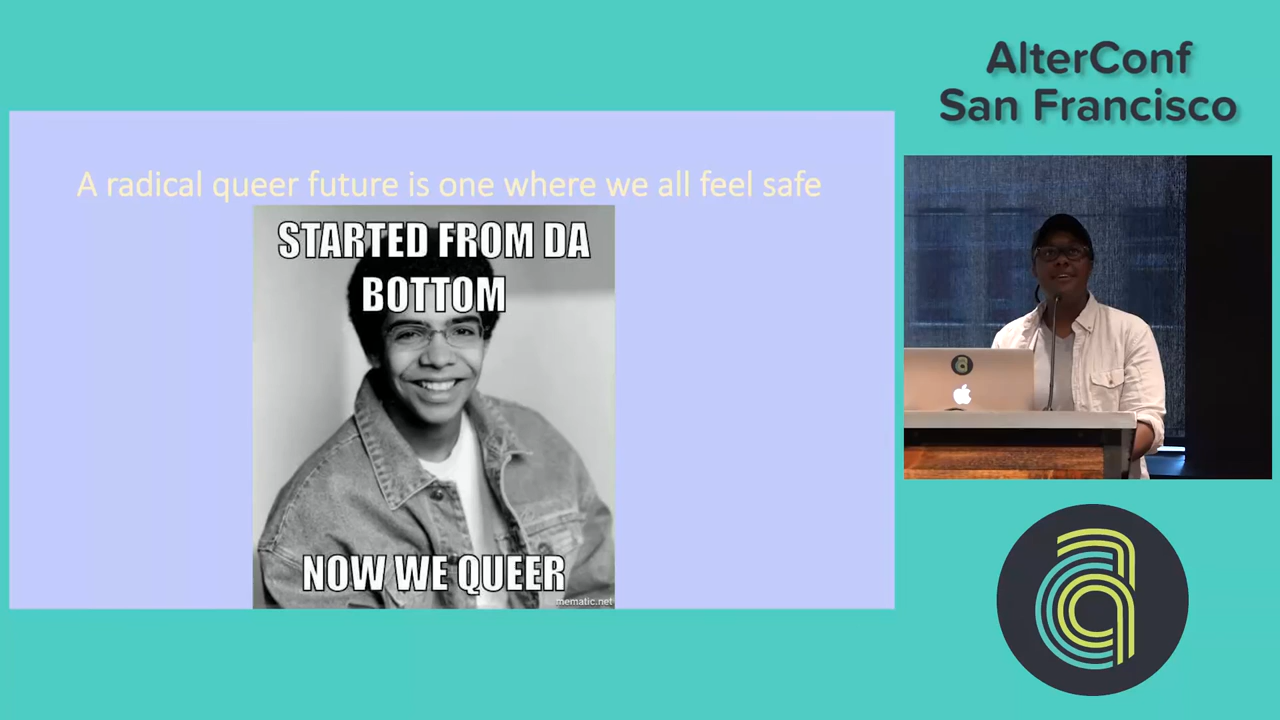 AlterConf
San Francisco
A radical queer future is one where we all feel safe
STARTED FROM DA
BOTTOM
NOW WE QUEER
mematic.net